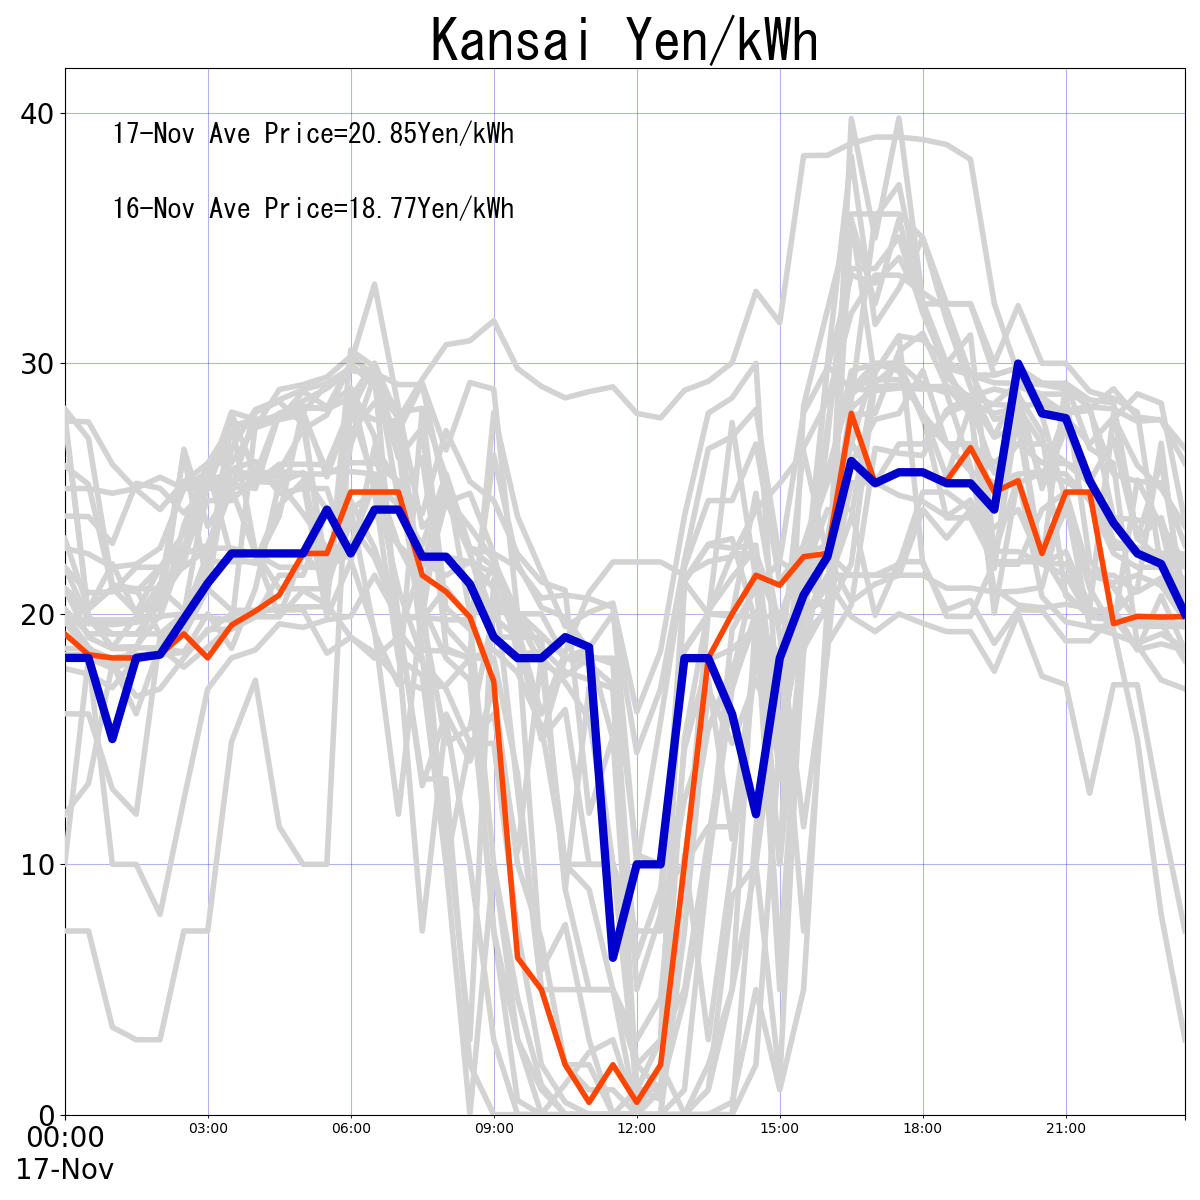 Kansai Yen/kWh
40
17-Nov Ave Price=20.85Yen/kWh
16-Nov Ave Price=18.77Yen/kWh
30
20
10
0
00:00 03:00 06:00 09:00 12:00 15:00 18:00 21:00
17-Nov